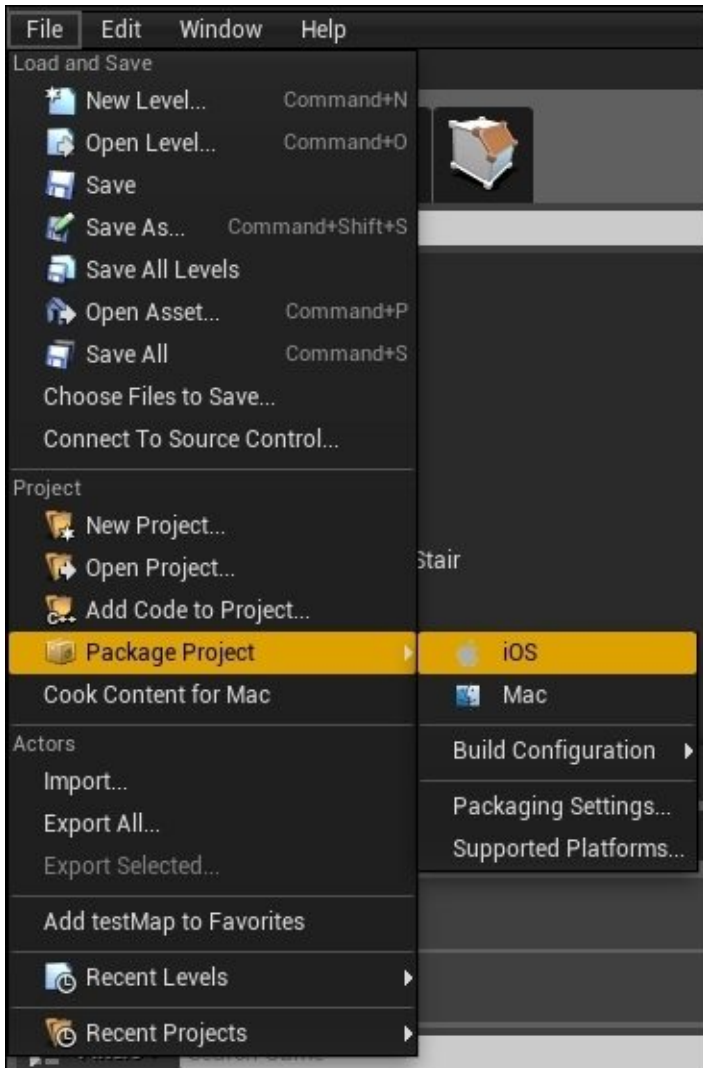 File Edit Window Help
Load and Save
New Level... Command+N
Open Level... Command+O
Save
Save As... Command+Shift+S
Save All Levels
Open Asset... Command+P
Save All Command+S
Choose Files to Save...
Connect To Source Control...
Project
New Project...
Open Project...
Stair
C++ Add Code to Project...
Package Project iOS
Cook Content for Mac Mac
Actors
Build Configuration
Import...
Packaging Settings...
Export All...
Supported Platforms...
Export Selected...
Add testMap to Favorites
Recent Levels
Recent Projects